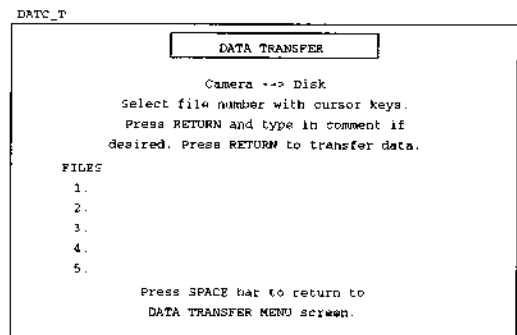 DATC_T
DATA TRANSFER
Camera --> Disk
Select file number with cursor keys.
Press RETURN and type in comment if
desired. Press RETURN to transfer data.
FILES
1.
2.
3.
4.
5.
Press SPACE bar to return to
DATA TRANSFER MENU screen.